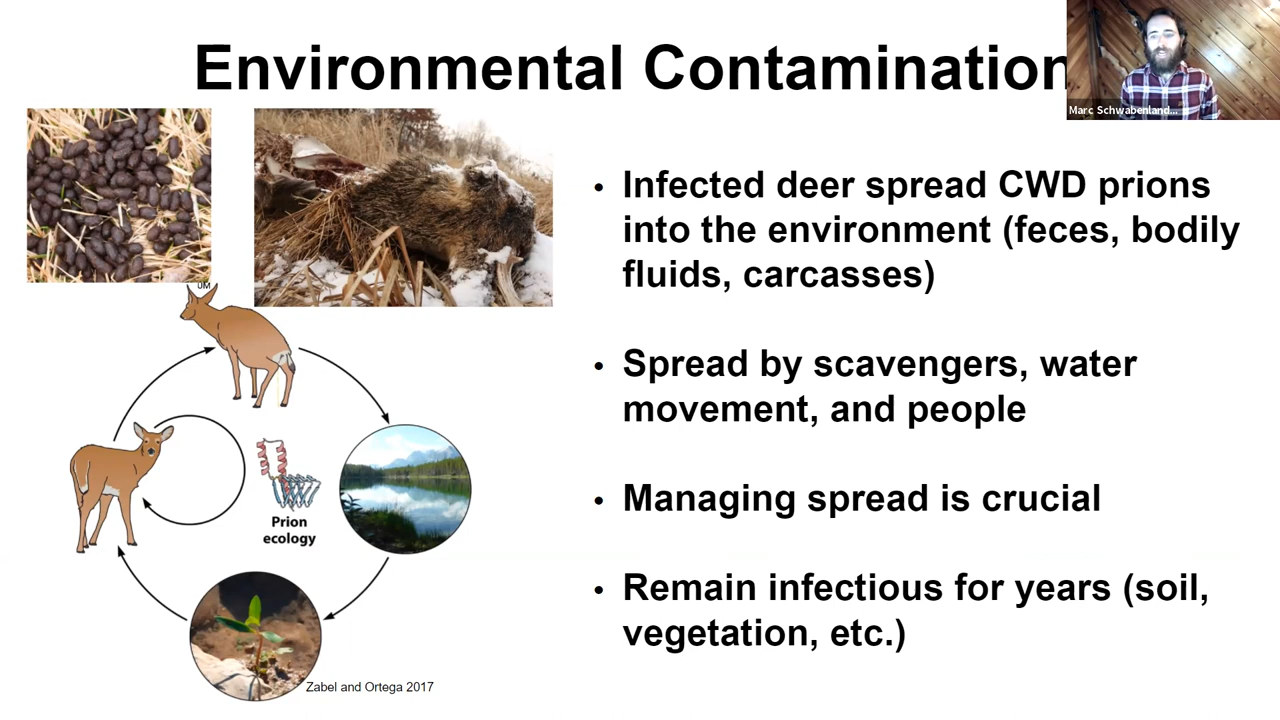 Environmental Contamination
Marc Schwabenland...
Infected deer spread CWD prions
into the environment (feces, bodily
fluids, carcasses)
Spread by scavengers, water
movement, and people
Managing spread is crucial
Remain infectious for years (soil,
vegetation, etc.)
Prion
ecology
Zabel and Ortega 2017